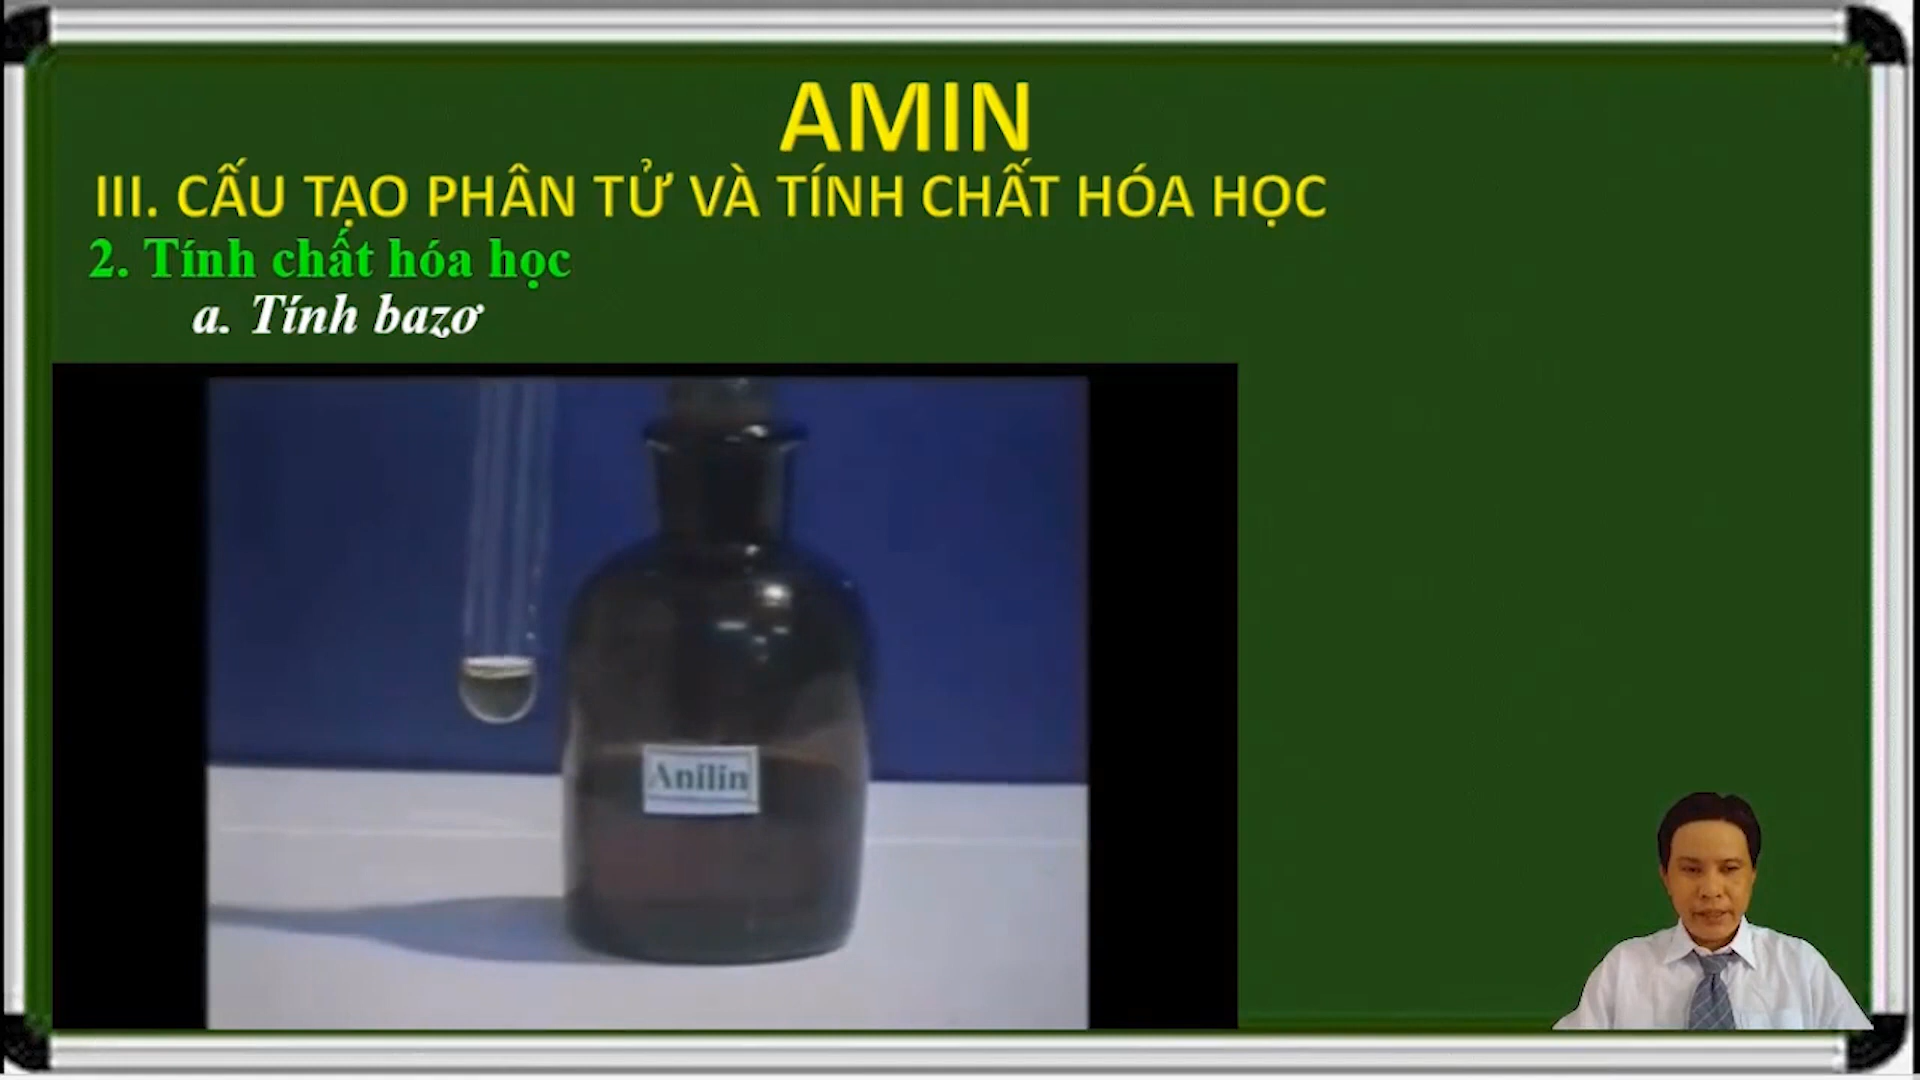 AMIN
III. CẤU TẠO PHÂN TỬ VÀ TÍNH CHẤT HÓA HỌC
2. Tính chất hóa học
a. Tính bazơ
Anilin